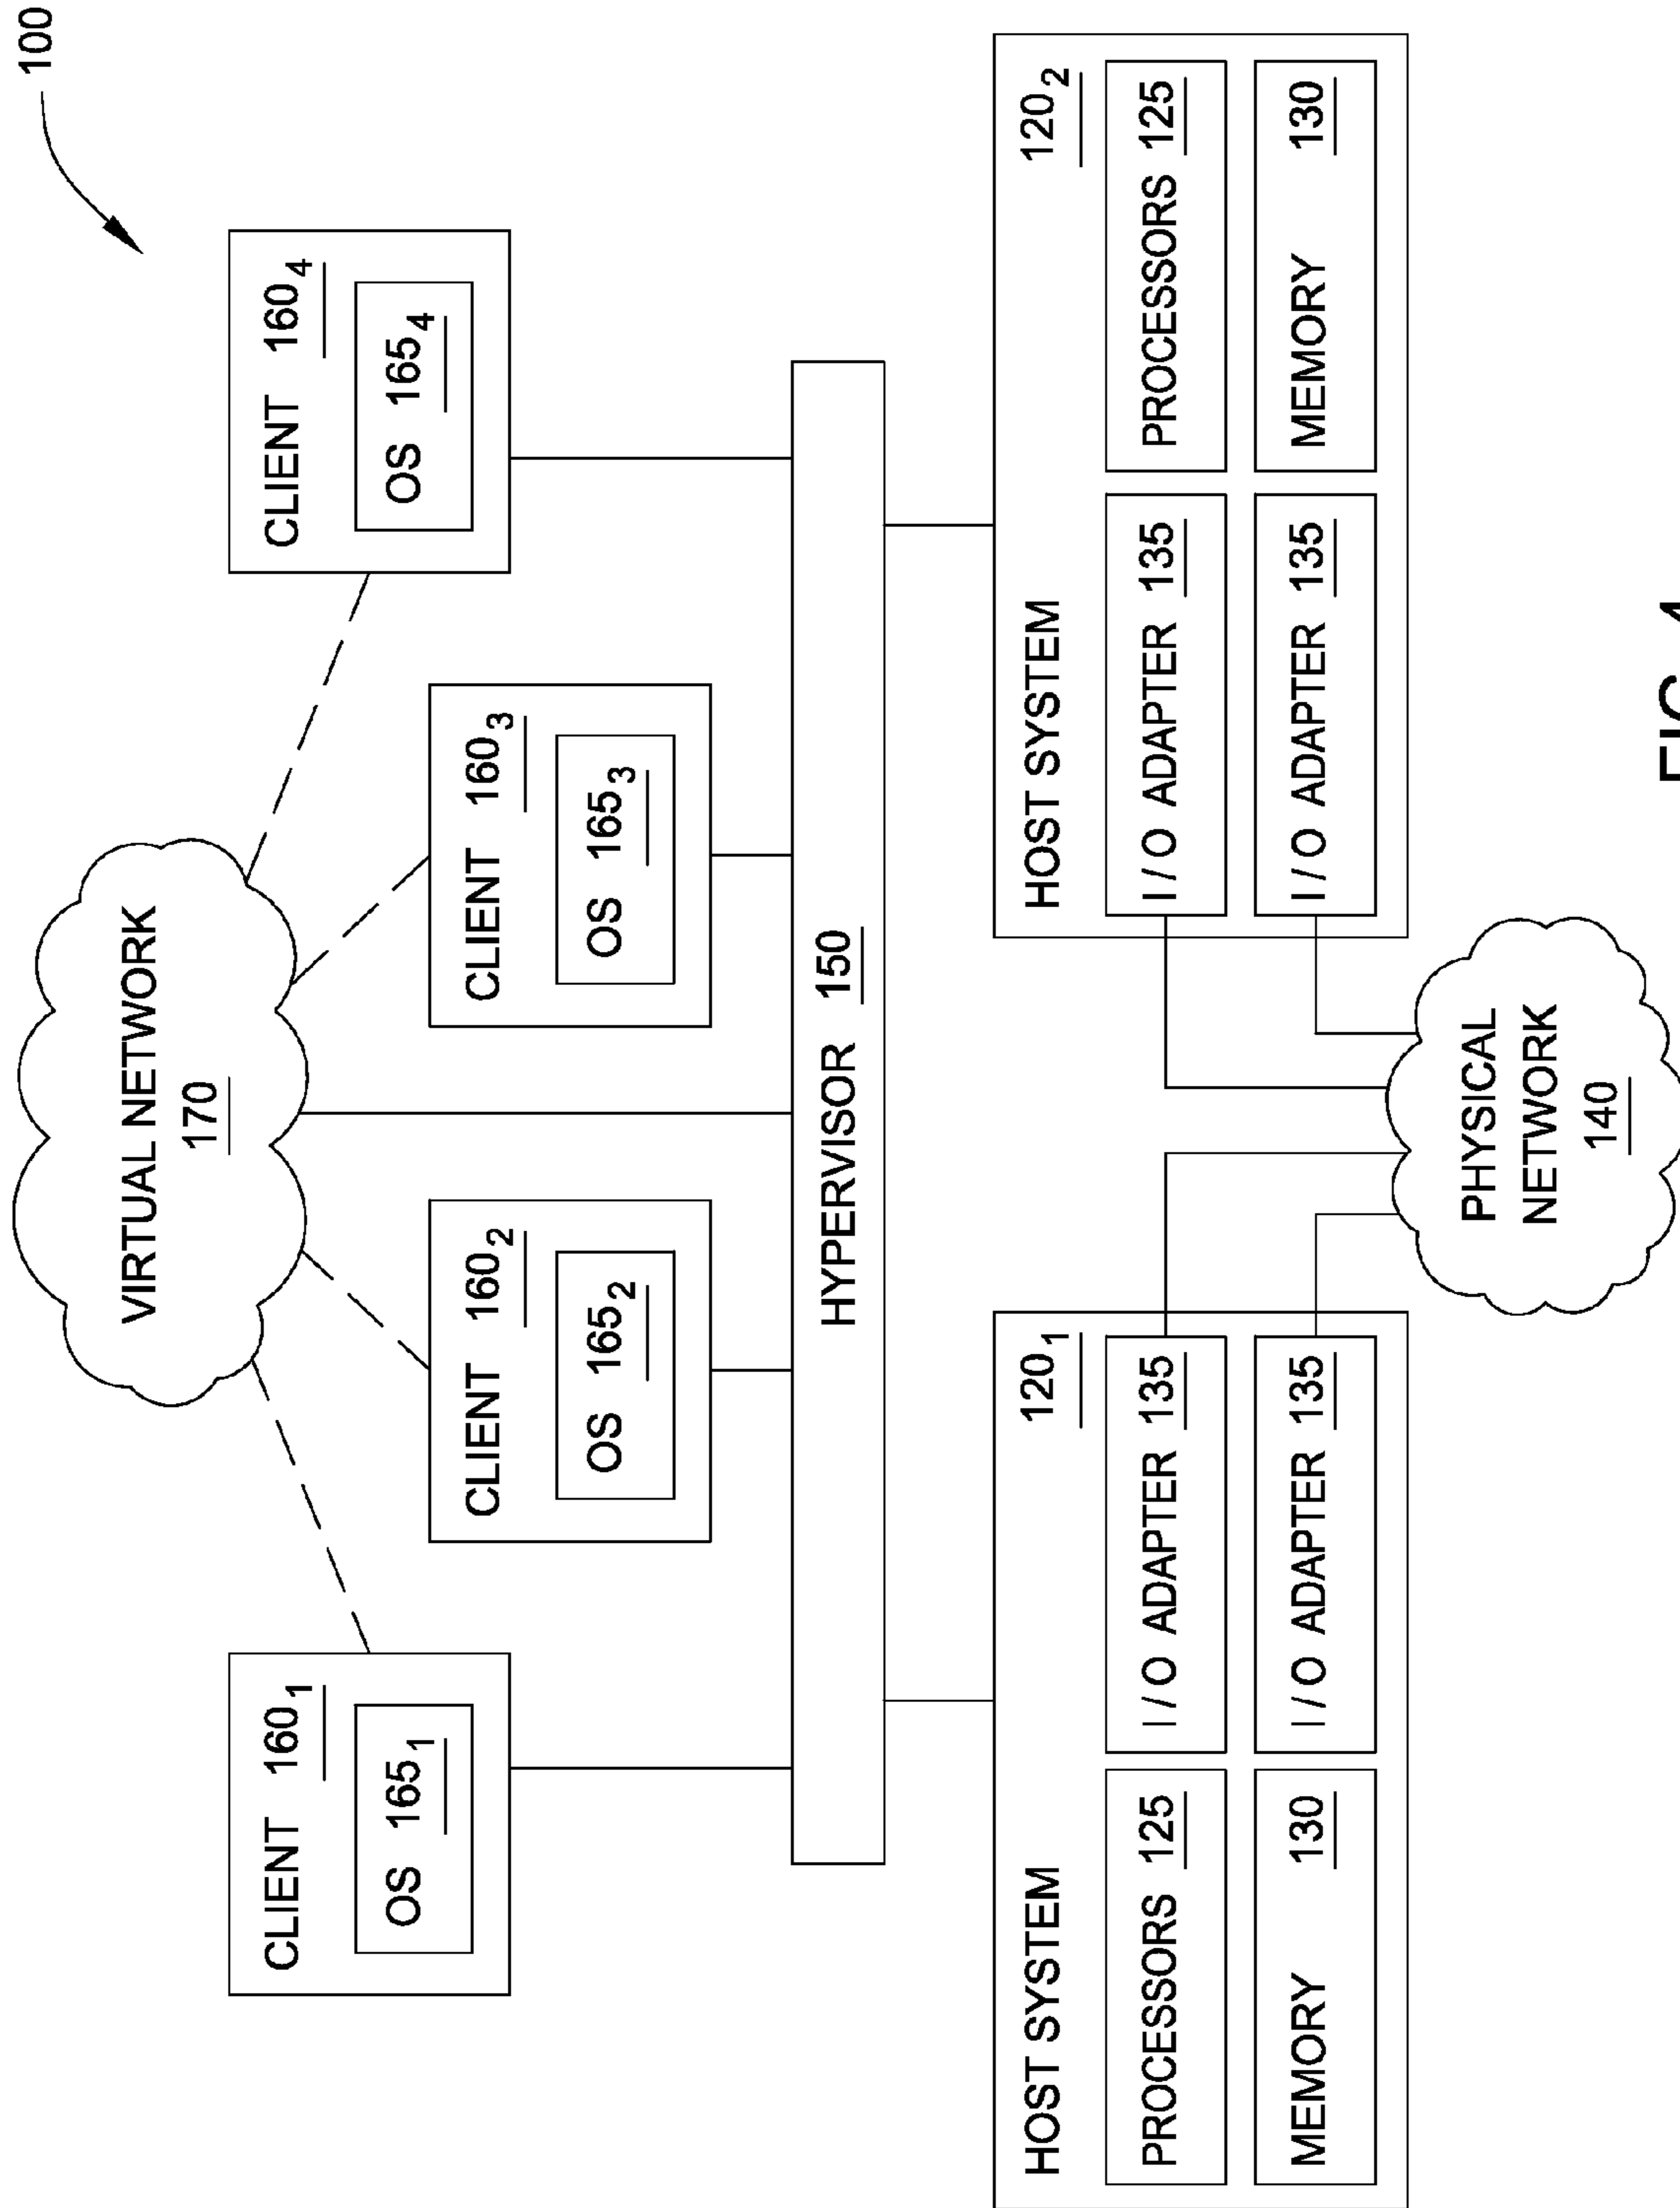 100
VIRTUAL NETWORK
170
CLIENT 160₁
OS 165₁
CLIENT 160₂
OS 165₂
CLIENT 160₃
OS 165₃
CLIENT 160₄
OS 165₄
HYPERVISOR 150
HOST SYSTEM 120₁
PROCESSORS 125
I/O ADAPTER 135
MEMORY 130
I/O ADAPTER 135
HOST SYSTEM 120₂
I/O ADAPTER 135
PROCESSORS 125
I/O ADAPTER 135
MEMORY 130
PHYSICAL
NETWORK
140
FIG.